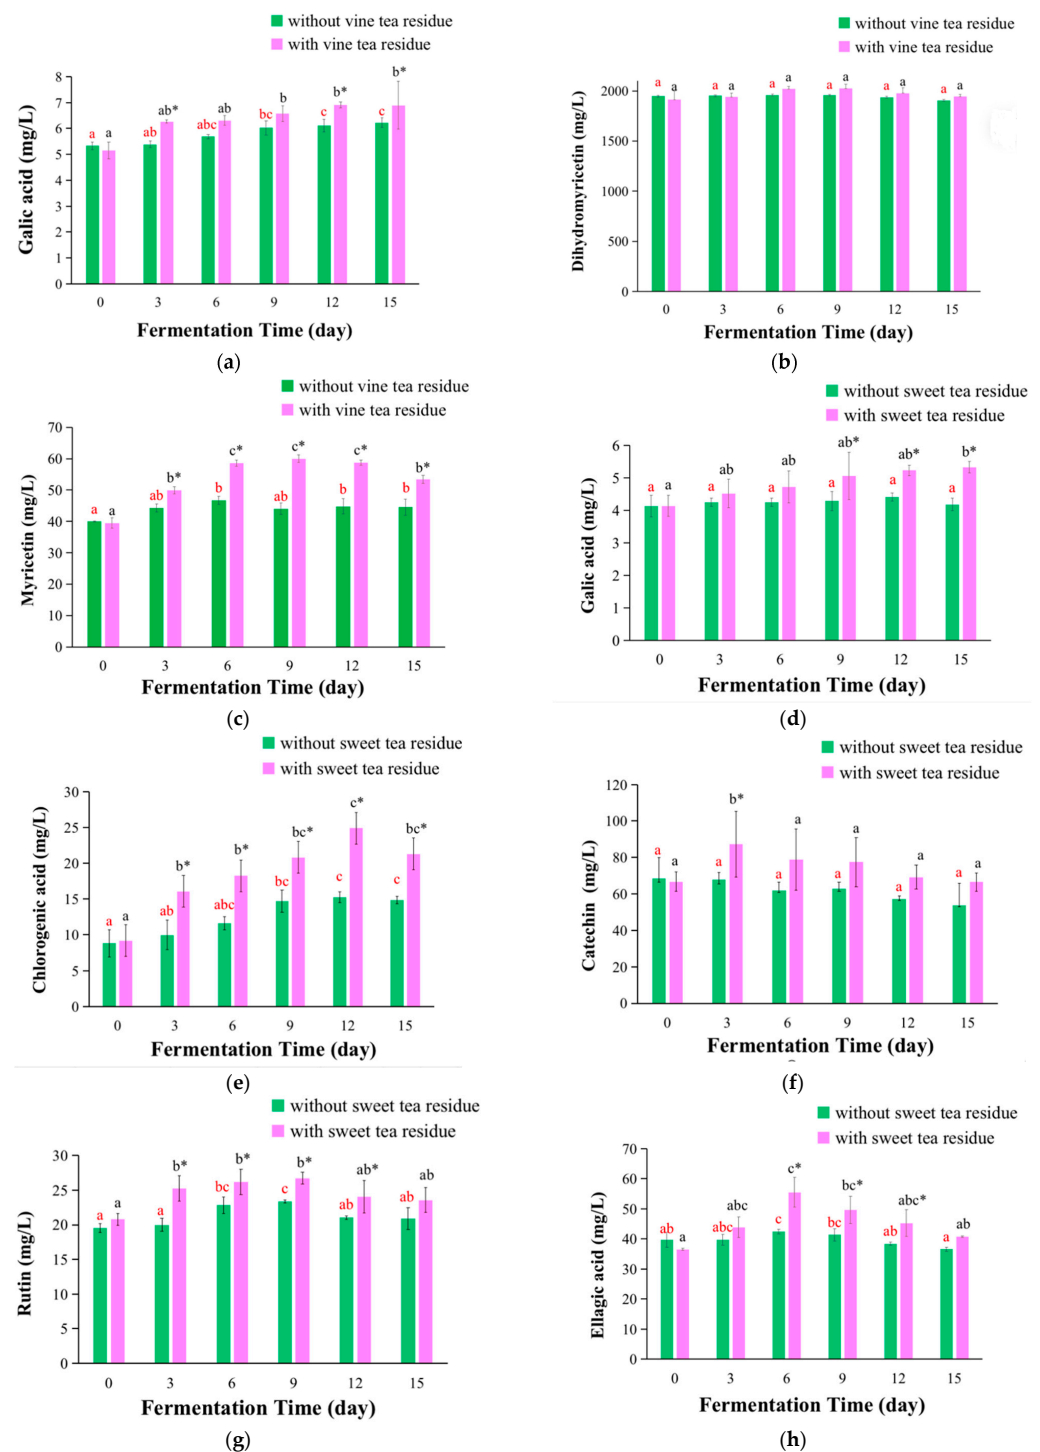 without vine tea residue
with vine tea residue
8
7
6
5
4
3
2
1
0
Galic acid (mg/L)
a a ab ab* abc ab bc b c b* c b*
0 3 6 9 12 15
Fermentation Time (day)
(a)
without vine tea residue
with vine tea residue
2000
1500
1000
500
0
Dihydromyricetin (mg/L)
a a a a a a a a a a a a
0 3 6 9 12 15
Fermentation Time (day)
(b)
without vine tea residue
with vine tea residue
70
60
50
40
30
20
10
0
Myricetin (mg/L)
a a ab b* b c* ab c* b c* b b*
0 3 6 9 12 15
Fermentation Time (day)
(c)
without sweet tea residue
with sweet tea residue
6
5
4
3
2
1
0
Galic acid (mg/L)
a a a ab a ab a ab* a ab* a b*
0 3 6 9 12 15
Fermentation Time (day)
(d)
without sweet tea residue
with sweet tea residue
30
25
20
15
10
5
0
Chlorogenic acid (mg/L)
a a ab b* abc b* bc bc* c c* c bc*
0 3 6 9 12 15
Fermentation Time (day)
(e)
without sweet tea residue
with sweet tea residue
120
100
80
60
40
20
0
Catechin (mg/L)
a a a b* a a a a a a a a
0 3 6 9 12 15
Fermentation Time (day)
(f)
without sweet tea residue
with sweet tea residue
30
25
20
15
10
5
0
Rutin (mg/L)
a a a b* bc b* c b* ab ab* ab ab
0 3 6 9 12 15
Fermentation Time (day)
(g)
without sweet tea residue
with sweet tea residue
70
60
50
40
30
20
10
0
Ellagic acid (mg/L)
ab a abc abc c c* bc bc* ab abc* a ab
0 3 6 9 12 15
Fermentation Time (day)
(h)